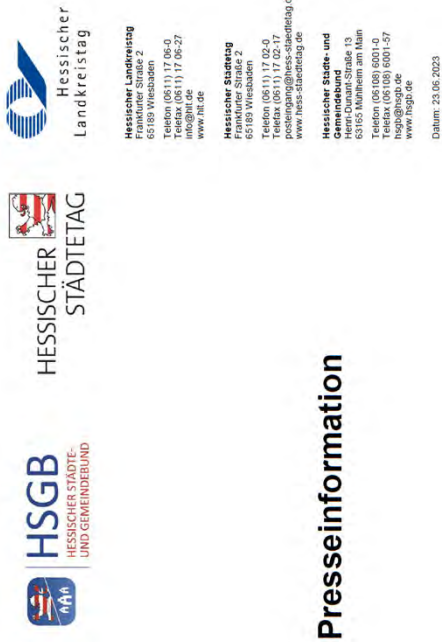 HSGB
HESSISCHER STÄDTE-
UND GEMEINDEBUND
HESSISCHER
STÄDTETAG
Hessischer
Landkreistag
Hessischer Landkreistag
Frankfurter Straße 2
65189 Wiesbaden
Telefon (0611) 17 06-0
Telefax (0611) 17 06-27
info@hlt.de
www.hlt.de
Hessischer Städtetag
Frankfurter Straße 2
65189 Wiesbaden
Telefon (0611) 17 02-0
Telefax (0611) 17 02-17
posteingang@hess-staedtetag.d
www.hess-staedtetag.de
Hessischer Städte- und
Gemeindebund
Henri-Dunant-Straße 13
63165 Mühlheim am Main
Telefon (06108) 6001-0
Telefax (06108) 6001-57
hsgb@hsgb.de
www.hsgb.de
Datum: 23.06.2023
Presseinformation